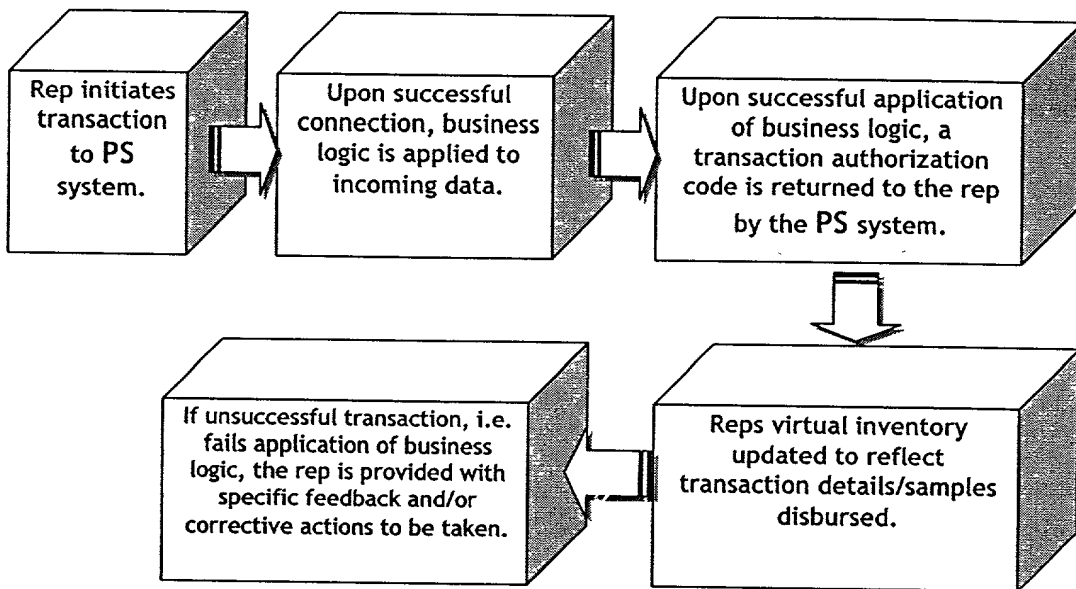 Rep initiates
transaction
to PS
system.
Upon successful
connection, business
logic is applied to
incoming data.
Upon successful application
of business logic, a
transaction authorization
code is returned to the rep
by the PS system.
Reps virtual inventory
updated to reflect
transaction details/samples
disbursed.
If unsuccessful transaction, i.e.
fails application of business
logic, the rep is provided with
specific feedback and/or
corrective actions to be taken.